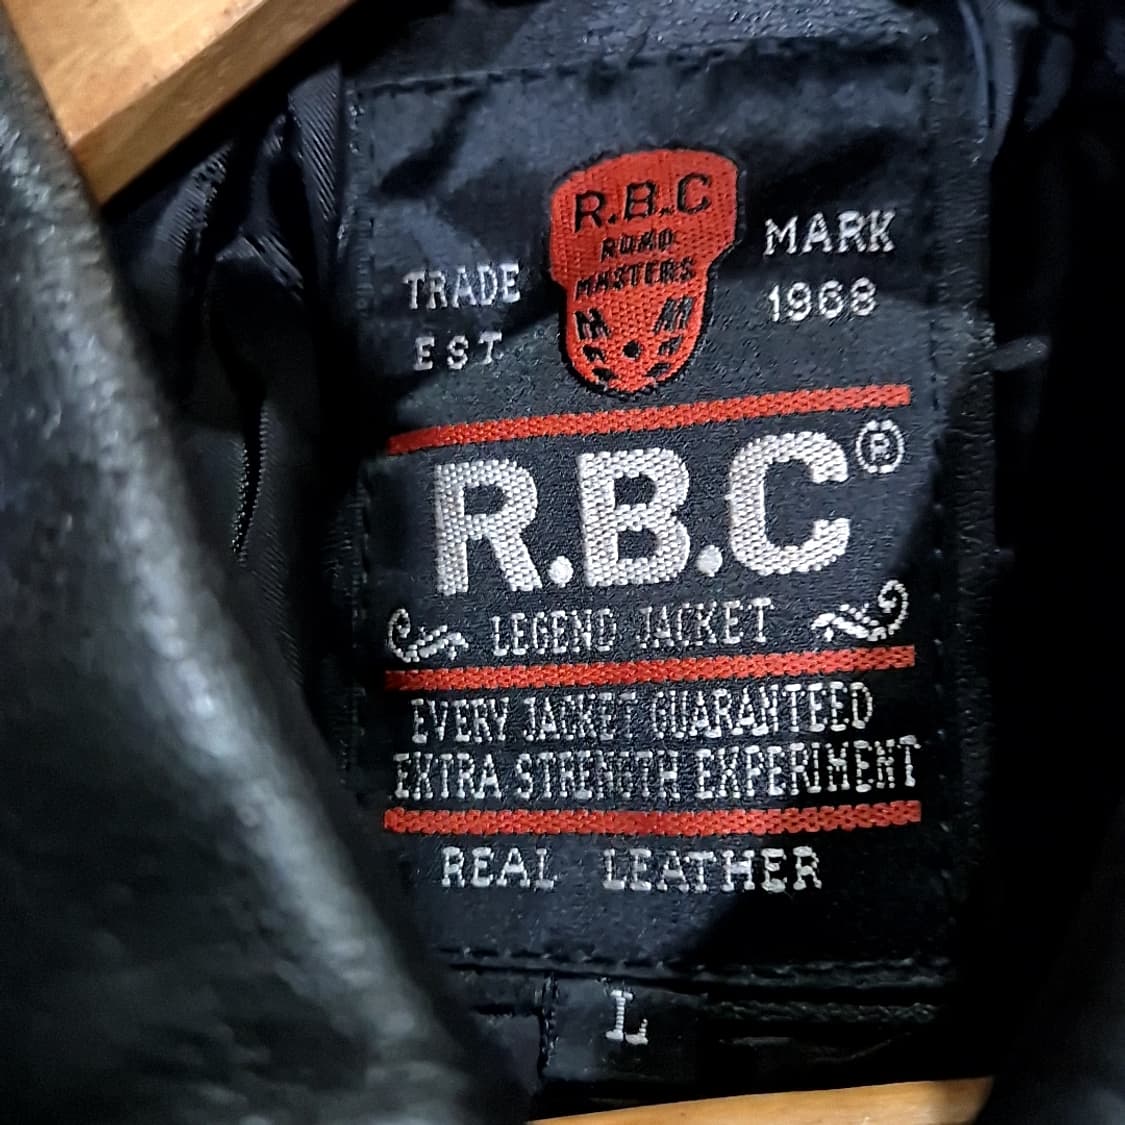 R.B.C
ROAD
MASTERS
TRADE MARK
EST 1968
R.B.C®
LEGEND JACKET
EVERY JACKET GUARANTEED
EXTRA STRENGTH EXPERIMENT
REAL LEATHER
L